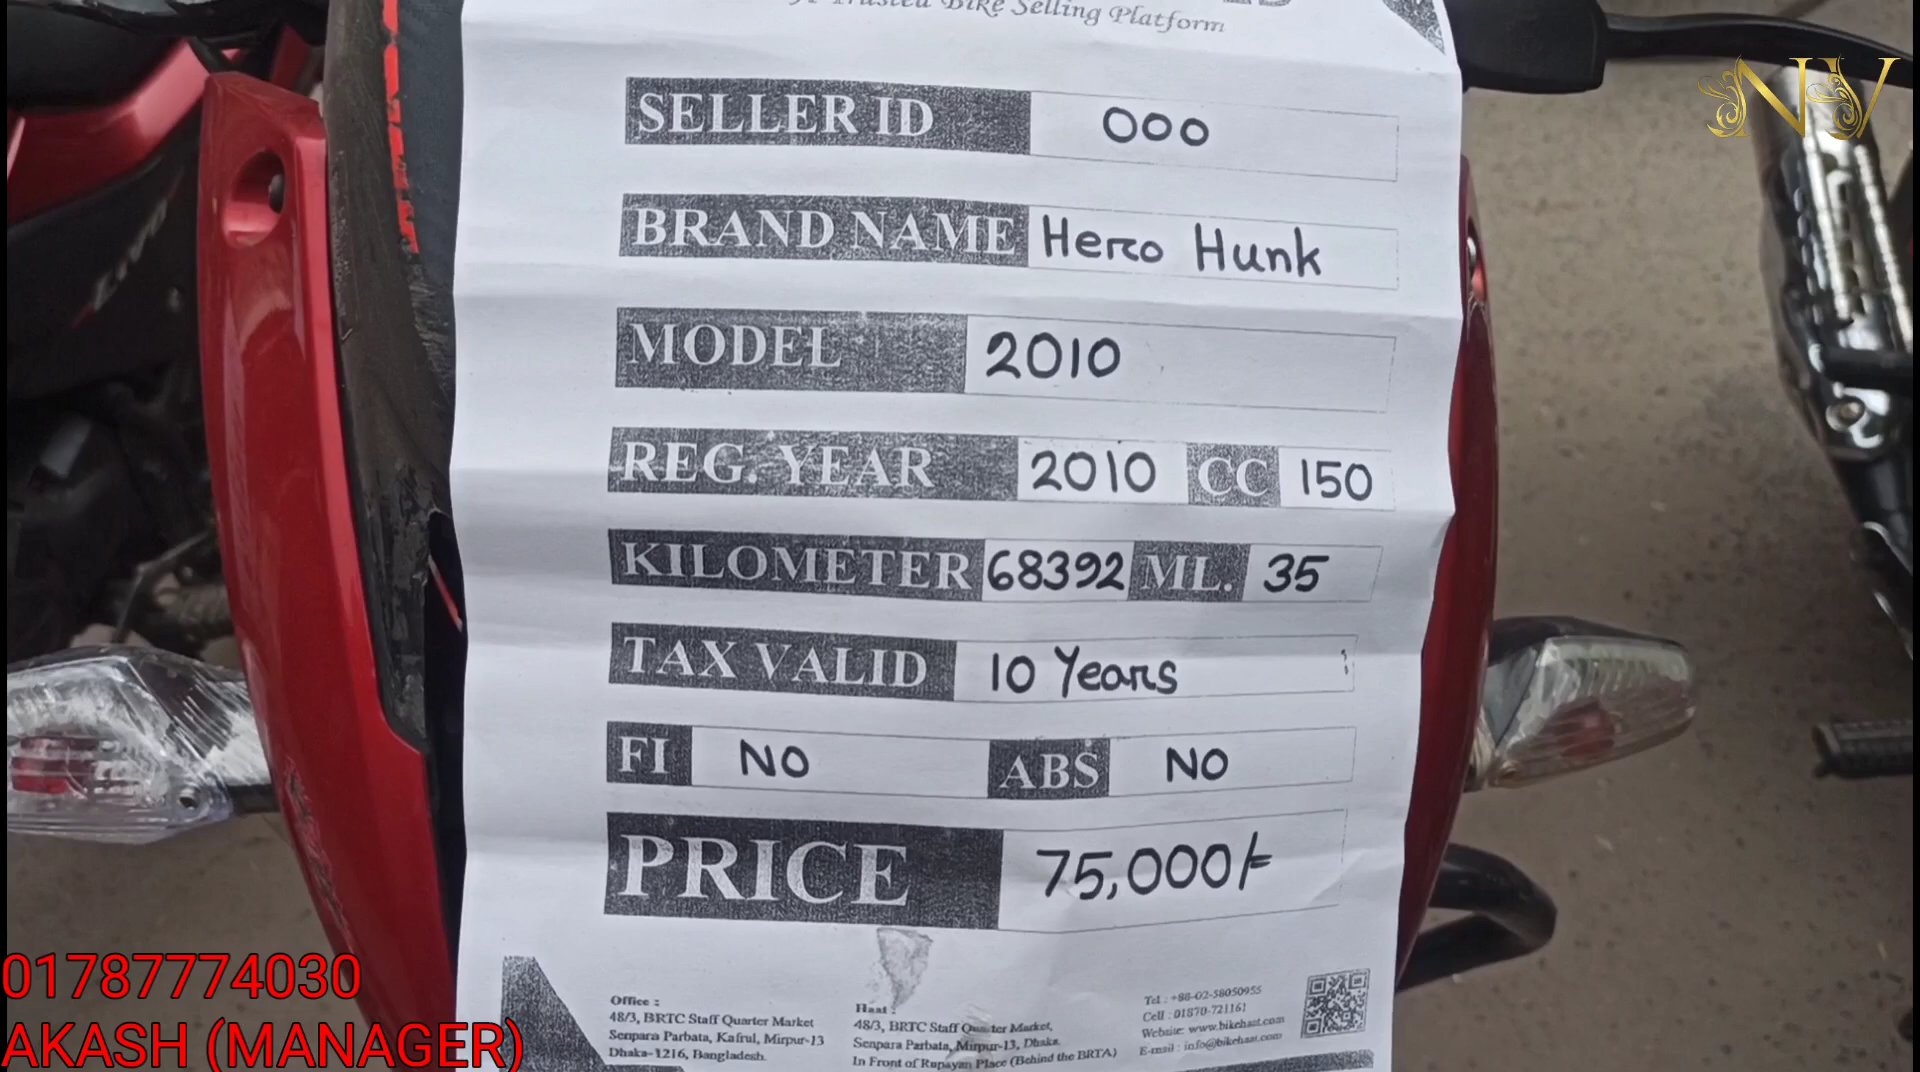 A Trusted Bike Selling Platform
NV
SELLER ID 000
BRAND NAME Hero Hunk
MODEL 2010
REG. YEAR 2010 CC 150
KILOMETER 68392 ML. 35
TAX VALID 10 Years
FI NO ABS NO
PRICE 75,000/=
Office :
48/3, BRTC Staff Quarter Market
Senpara Parbata, Kafrul, Mirpur-13
Dhaka-1216, Bangladesh.
Haat :
48/3, BRTC Staff Quarter Market,
Senpara Parbata, Mirpur-13, Dhaka.
In Front of Rupayan Place (Behind the BRTA)
Tel : +88-02-58050955
Cell : 01870-721161
Website: www.bikehaat.com
E-mail : info@bikehaat.com
01787774030
AKASH (MANAGER)